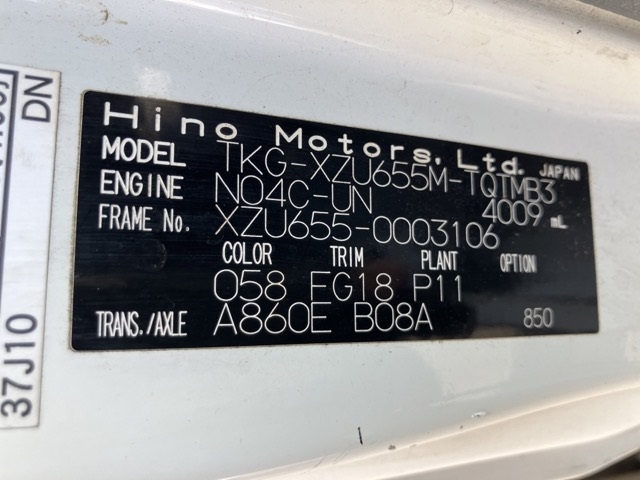 Hino Motors, Ltd. JAPAN
MODEL TKG-XZU655M-TQTMB3
ENGINE N04C-UN 4009 mL
FRAME No. XZU655-0003106
COLOR TRIM PLANT OPTION
058 FG18 P11
TRANS./AXLE A860E B08A 850
DN
37J10